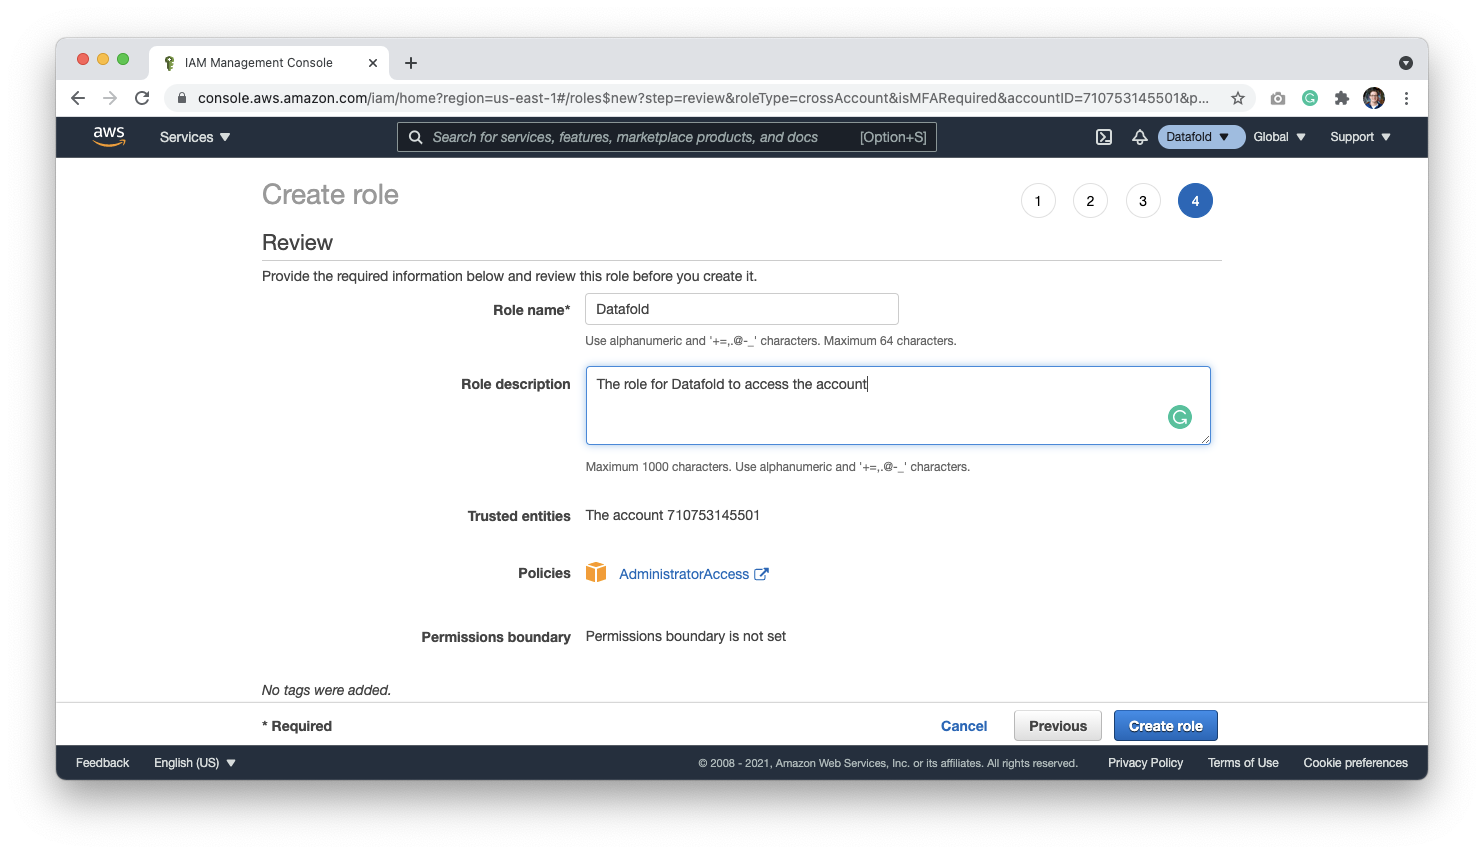 IAM Management Console
console.aws.amazon.com/iam/home?region=us-east-1#/roles$new?step=review&roleType=crossAccount&isMFARequired&accountID=710753145501&p...
aws Services Search for services, features, marketplace products, and docs [Option+S] Datafold Global Support
Create role 1 2 3 4
Review
Provide the required information below and review this role before you create it.
Role name* Datafold
Use alphanumeric and '+=,.@-_' characters. Maximum 64 characters.
Role description The role for Datafold to access the account
Maximum 1000 characters. Use alphanumeric and '+=,.@-_' characters.
Trusted entities The account 710753145501
Policies AdministratorAccess
Permissions boundary Permissions boundary is not set
No tags were added.
* Required Cancel Previous Create role
Feedback English (US) © 2008 - 2021, Amazon Web Services, Inc. or its affiliates. All rights reserved. Privacy Policy Terms of Use Cookie preferences